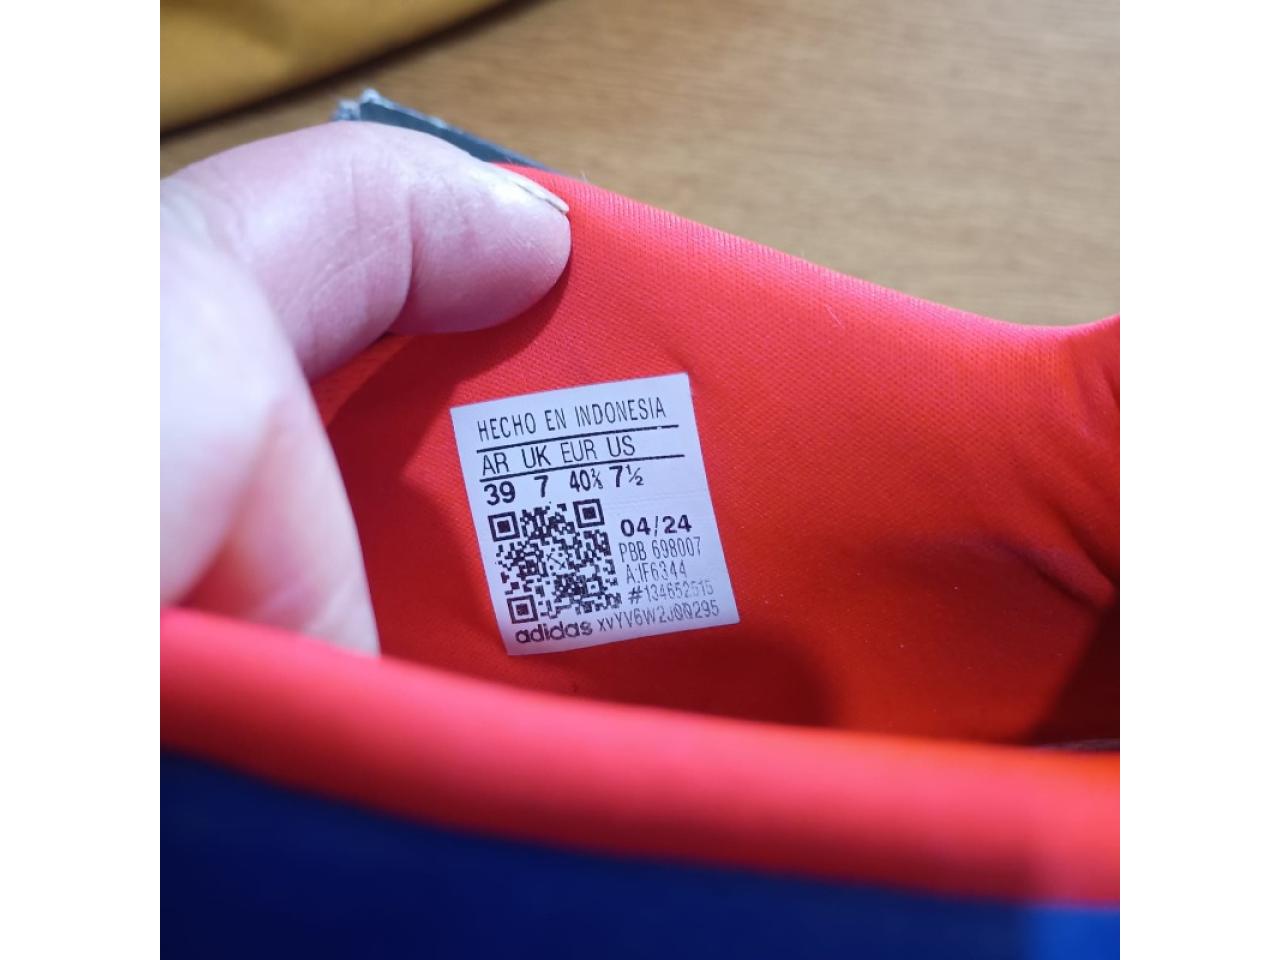 HECHO EN INDONESIA
AR UK EUR US
39 7 40⅔ 7½
04/24
PBB 698007
A:IF6344
#134652515
adidas xvYV6W2J0Q295